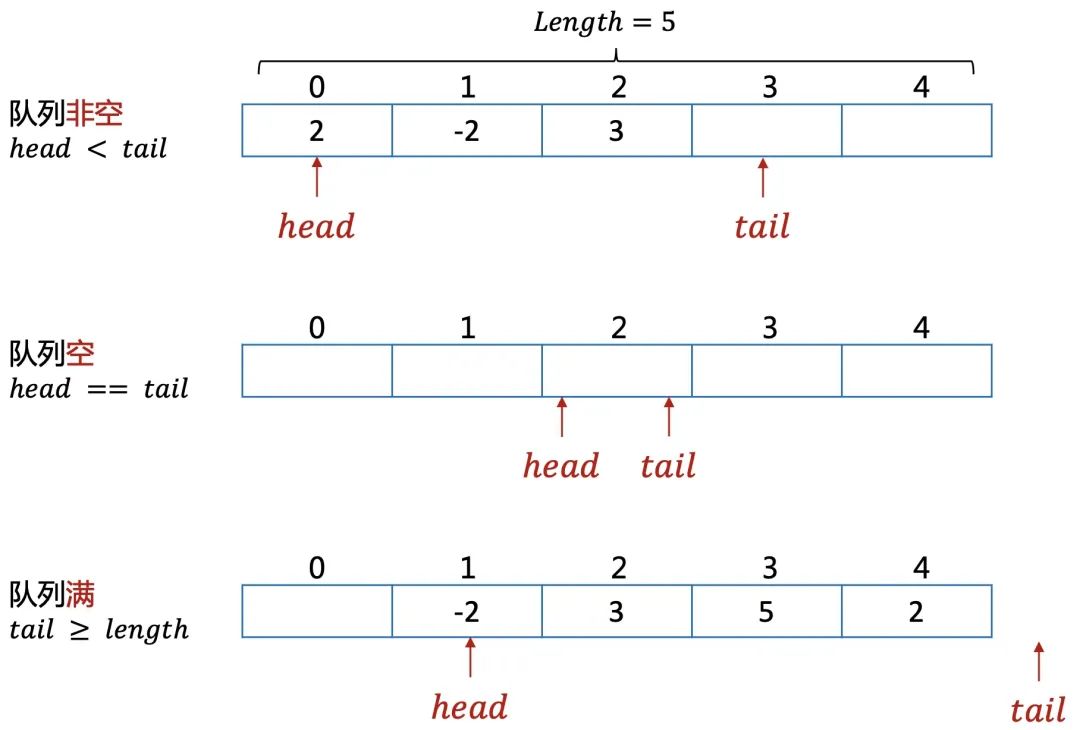 Length = 5
0 1 2 3 4
队列非空
head < tail
2 -2 3
head tail
0 1 2 3 4
队列空
head == tail
head tail
0 1 2 3 4
队列满
tail ≥ length
-2 3 5 2
head
tail